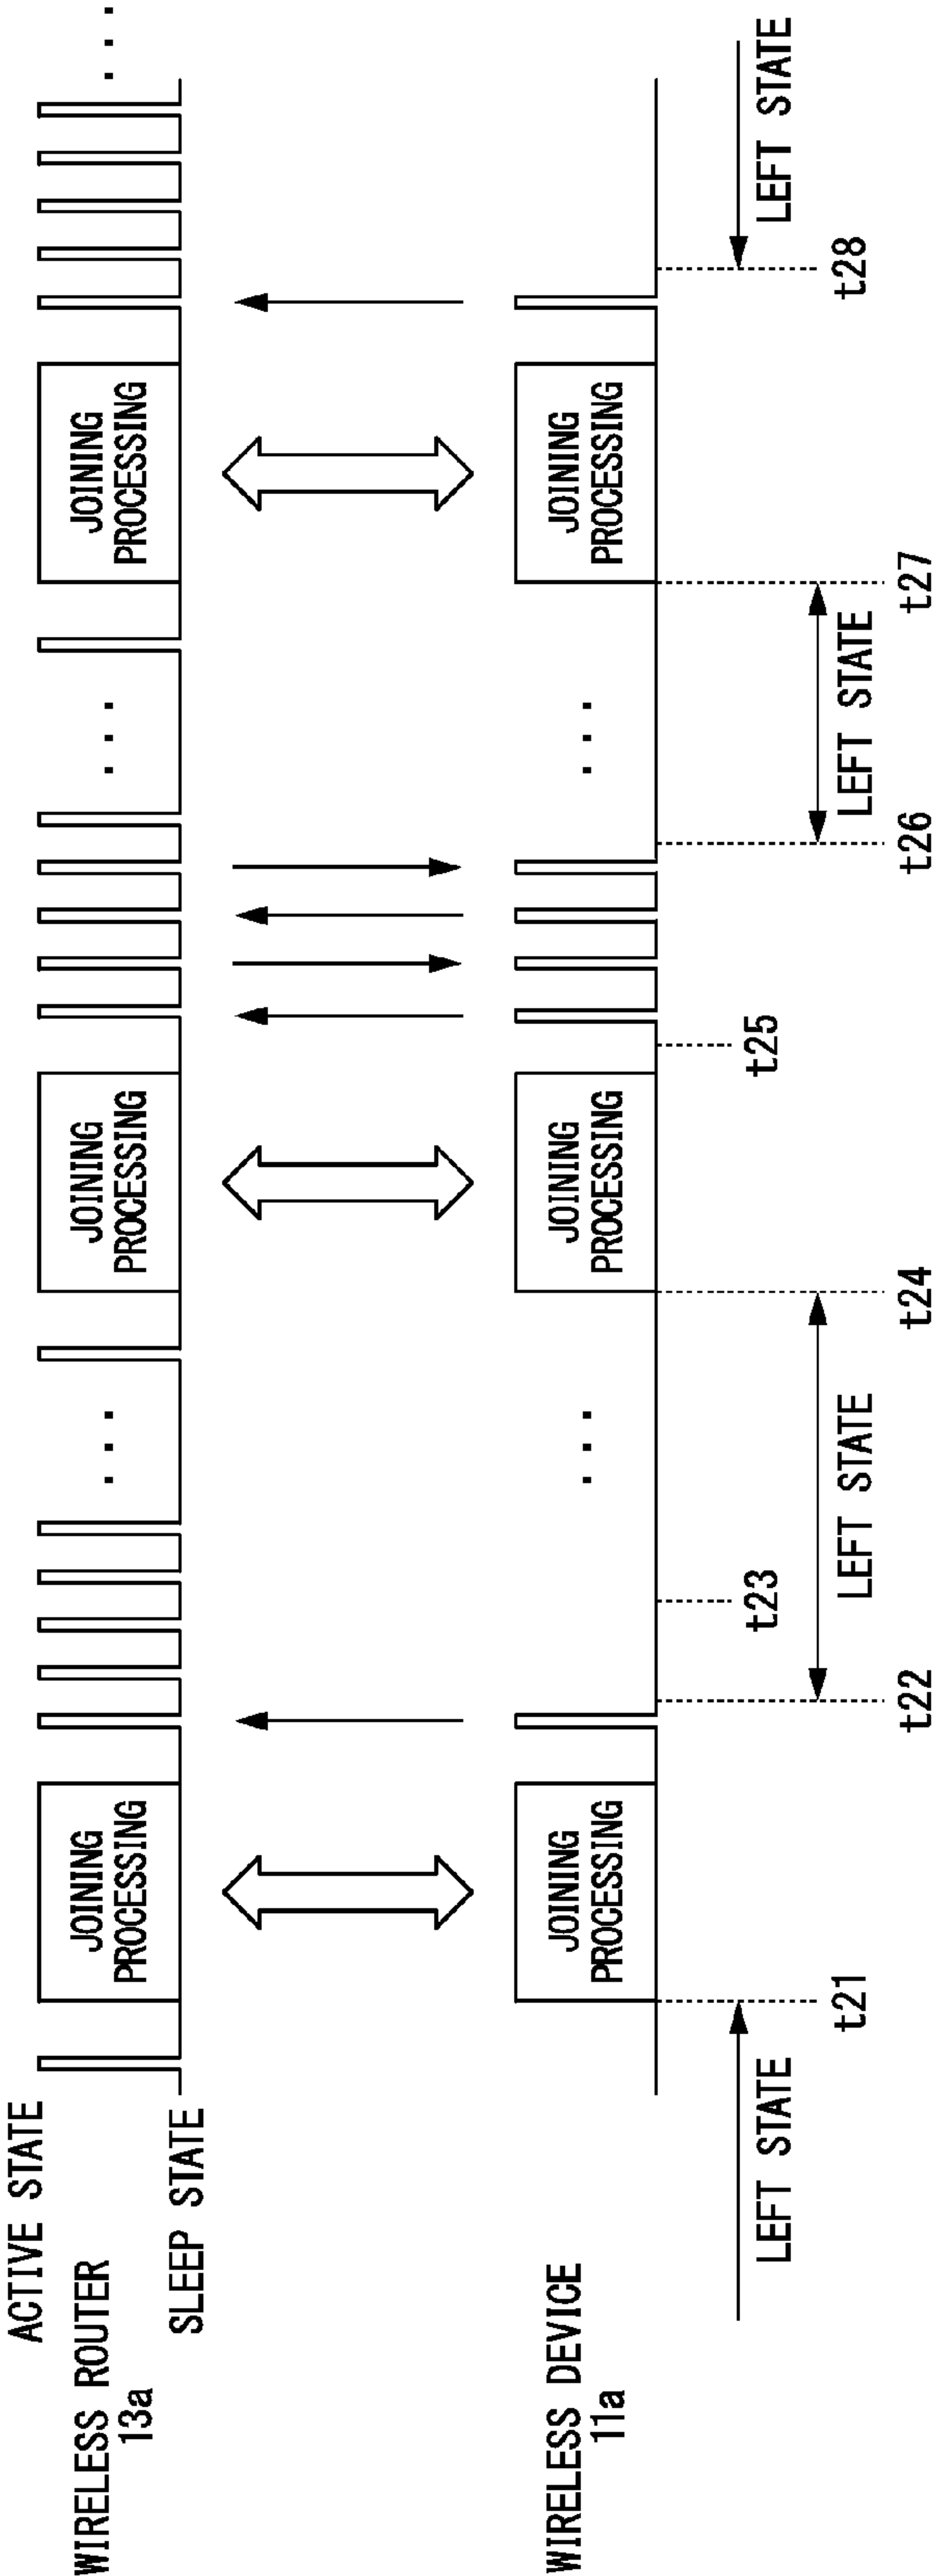 ACTIVE STATE
WIRELESS ROUTER
13a
SLEEP STATE
JOINING
PROCESSING
. . .
JOINING
PROCESSING
. . .
JOINING
PROCESSING
. . .
WIRELESS DEVICE
11a
JOINING
PROCESSING
. . .
JOINING
PROCESSING
. . .
JOINING
PROCESSING
LEFT STATE
t21
t22
LEFT STATE
t23
t24
t25
t26
LEFT STATE
t27
t28
LEFT STATE